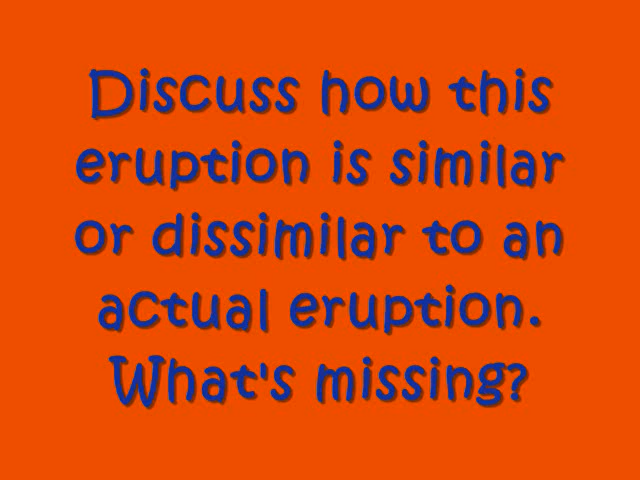 Discuss how this
eruption is similar
or dissimilar to an
actual eruption.
What's missing?